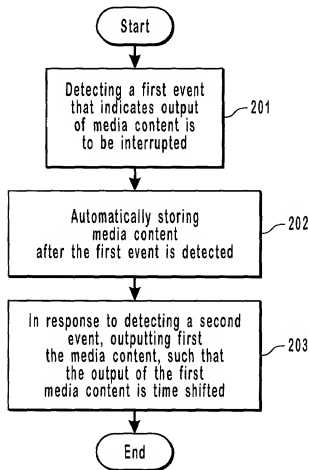 Start
Detecting a first event
that indicates output
of media content is
to be interrupted
201
Automatically storing
media content
after the first event is detected
202
In response to detecting a second
event, outputting first
the media content, such that
the output of the first
media content is time shifted
203
End